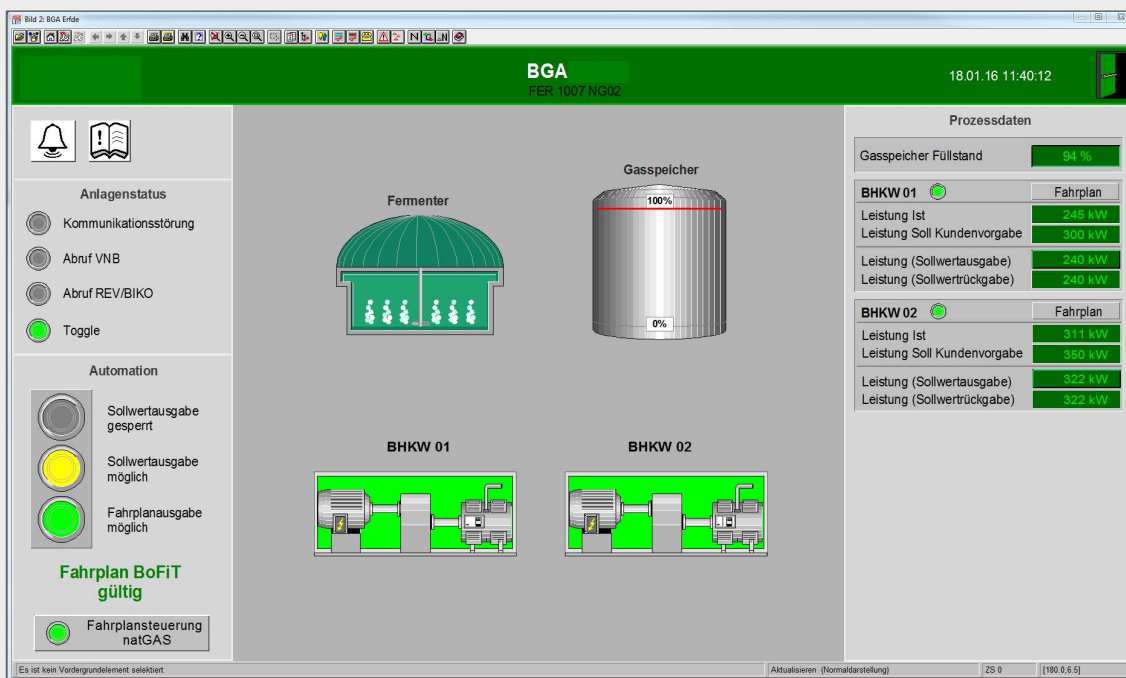 Bild 2: BGA Erfde
BGA
FER 1007 NG02
18.01.16 11:40:12
Anlagenstatus
Kommunikationsstörung
Abruf VNB
Abruf REV/BIKO
Toggle
Automation
Sollwertausgabe
gesperrt
Sollwertausgabe
möglich
Fahrplanausgabe
möglich
Fahrplan BoFiT
gültig
Fahrplansteuerung
natGAS
Fermenter
Gasspeicher
100%
0%
BHKW 01
BHKW 02
Prozessdaten
Gasspeicher Füllstand 94 %
BHKW 01 Fahrplan
Leistung Ist 245 kW
Leistung Soll Kundenvorgabe 300 kW
Leistung (Sollwertausgabe) 240 kW
Leistung (Sollwertrückgabe) 240 kW
BHKW 02 Fahrplan
Leistung Ist 311 kW
Leistung Soll Kundenvorgabe 350 kW
Leistung (Sollwertausgabe) 322 kW
Leistung (Sollwertrückgabe) 322 kW
Es ist kein Vordergrundelement selektiert Aktualisieren (Normaldarstellung) ZS 0 [180.0,6.5]